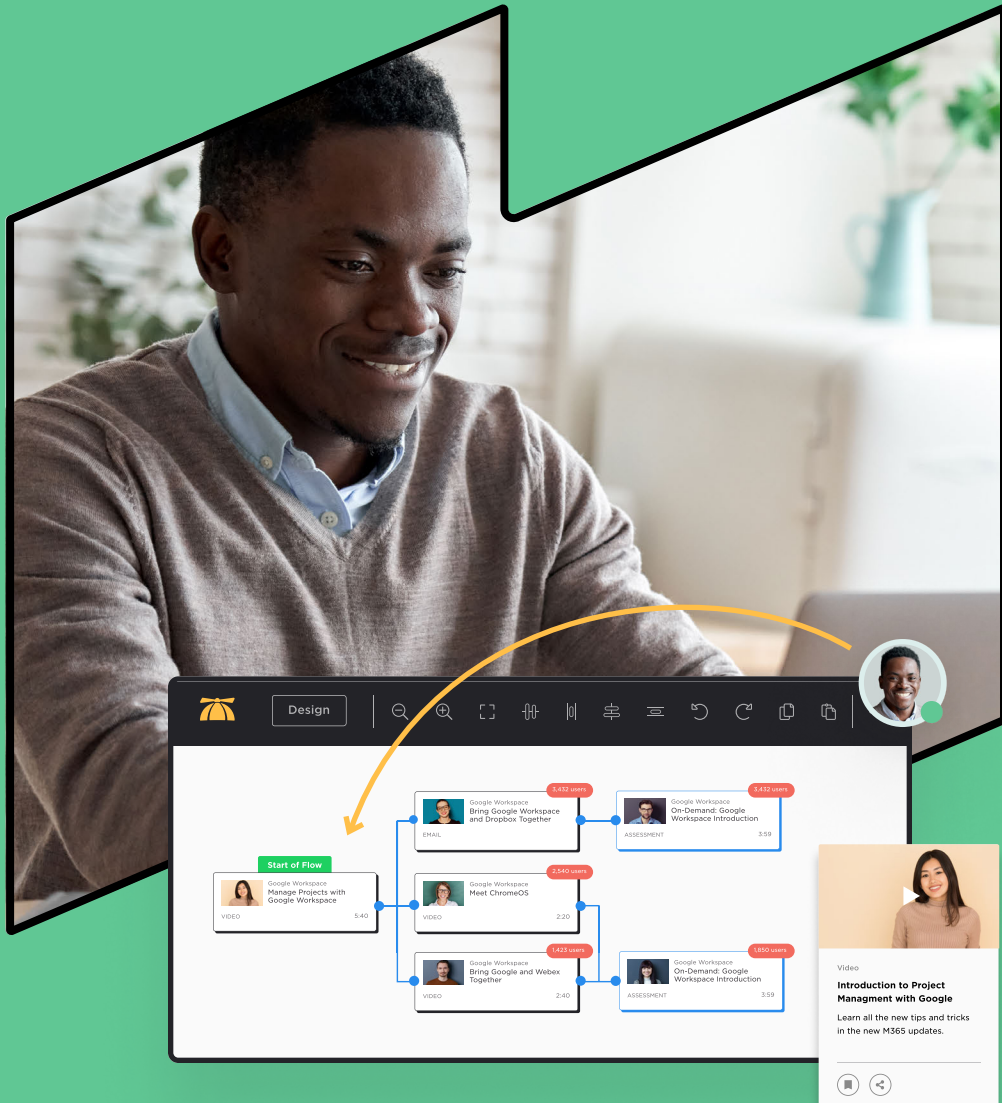 Design
3,432 users
Google Workspace
Bring Google Workspace
and Dropbox Together
EMAIL
3,432 users
Google Workspace
On-Demand: Google
Workspace Introduction
ASSESSMENT 3:59
Start of Flow
Google Workspace
Manage Projects with
Google Workspace
VIDEO 5:40
2,540 users
Google Workspace
Meet ChromeOS
VIDEO 2:20
1,423 users
Google Workspace
Bring Google and Webex
Together
VIDEO 2:40
1,850 users
Google Workspace
On-Demand: Google
Workspace Introduction
ASSESSMENT 3:59
Video
Introduction to Project
Managment with Google
Learn all the new tips and tricks
in the new M365 updates.